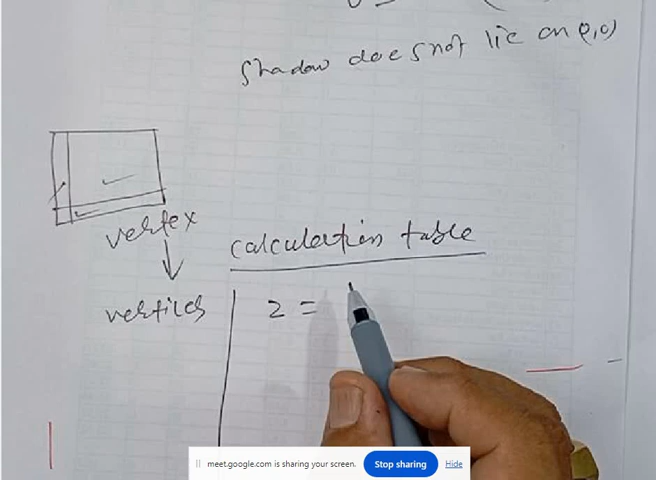 shadow does not lie on (0,0)
vertex
calculation table
vertices
z =
meet.google.com is sharing your screen. Stop sharing Hide